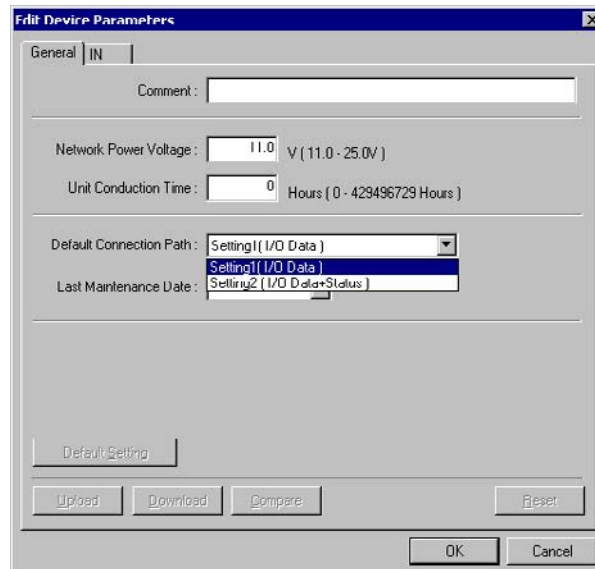 Edit Device Parameters
General IN
Comment :
Network Power Voltage : 11.0 V ( 11.0 - 25.0V )
Unit Conduction Time : 0 Hours ( 0 - 429496729 Hours )
Default Connection Path : Setting1( I/O Data )
Setting1( I/O Data )
Setting2 ( I/O Data+Status )
Last Maintenance Date :
Default Setting
Upload Download Compare Reset
OK Cancel